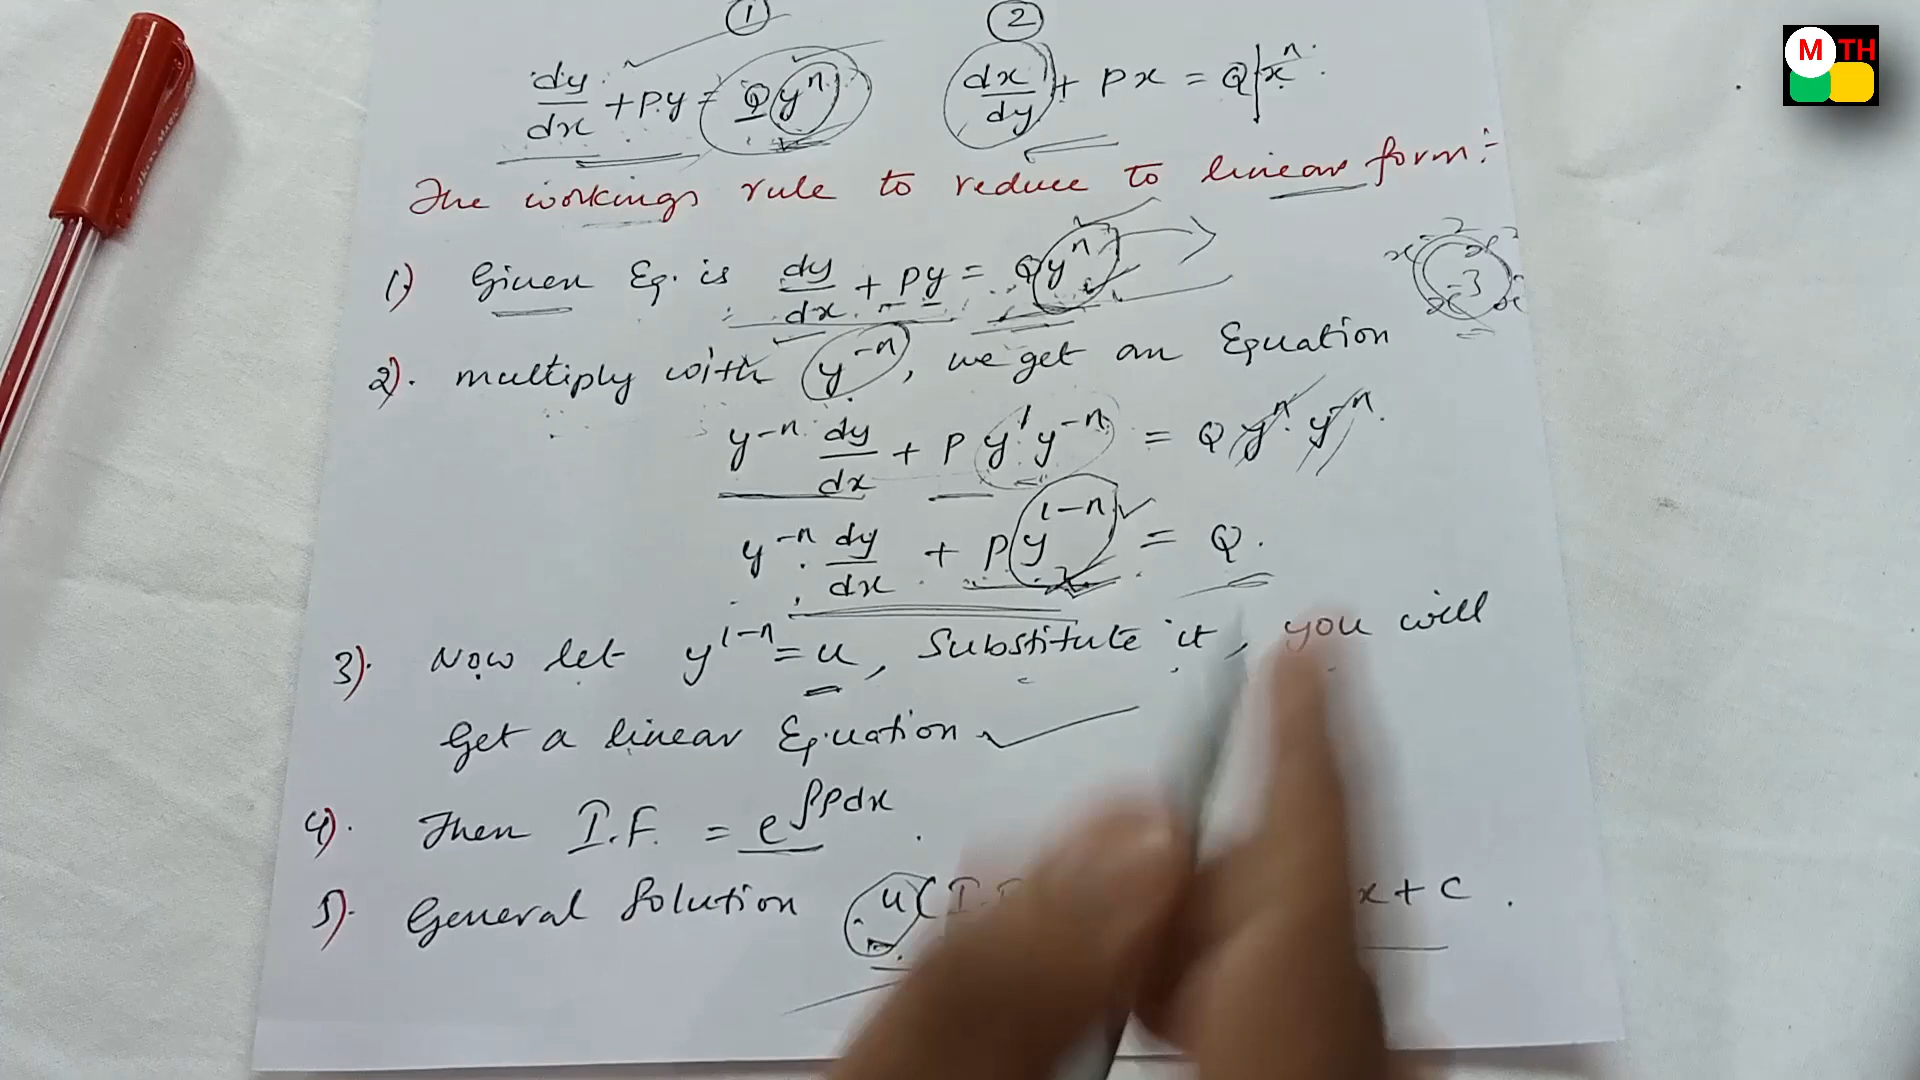 ① ②
dy/dx + Py = Qyⁿ dx/dy + Px = Q xⁿ.
The workings rule to reduce to linear form:-
1) Given Eq. is dy/dx + Py = Qyⁿ
2). multiply with y⁻ⁿ, we get an Equation
y⁻ⁿ dy/dx + P y¹ y⁻ⁿ = Q yⁿ. y⁻ⁿ.
y⁻ⁿ. dy/dx + P y¹⁻ⁿ = Q.
3). Now let y¹⁻ⁿ = u, Substitute it, you will
Get a linear Equation
4). Then I.F. = e^∫Pdx.
5). General Solution u(I. x + c.
M TH